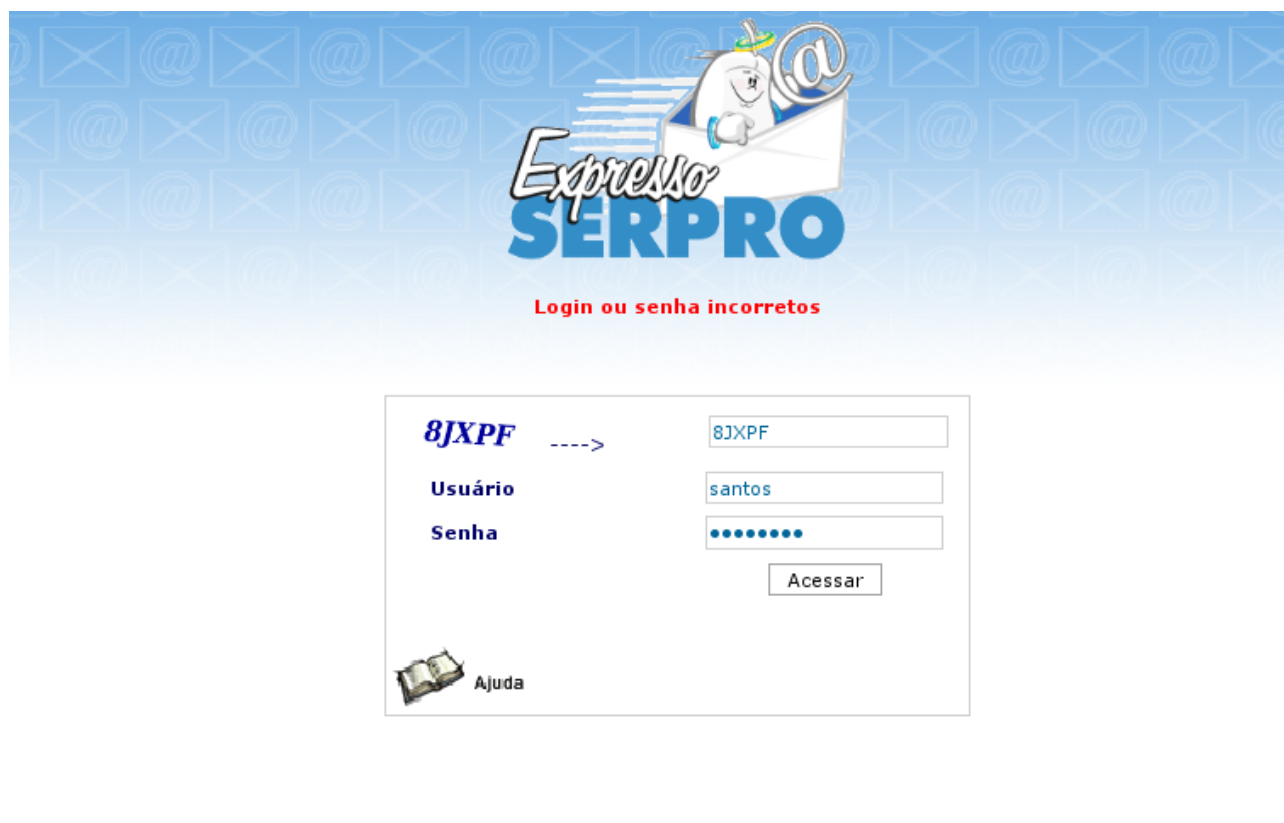 Expresso
SERPRO
Login ou senha incorretos
8JXPF ----> 8JXPF
Usuário santos
Senha ••••••••
Acessar
Ajuda